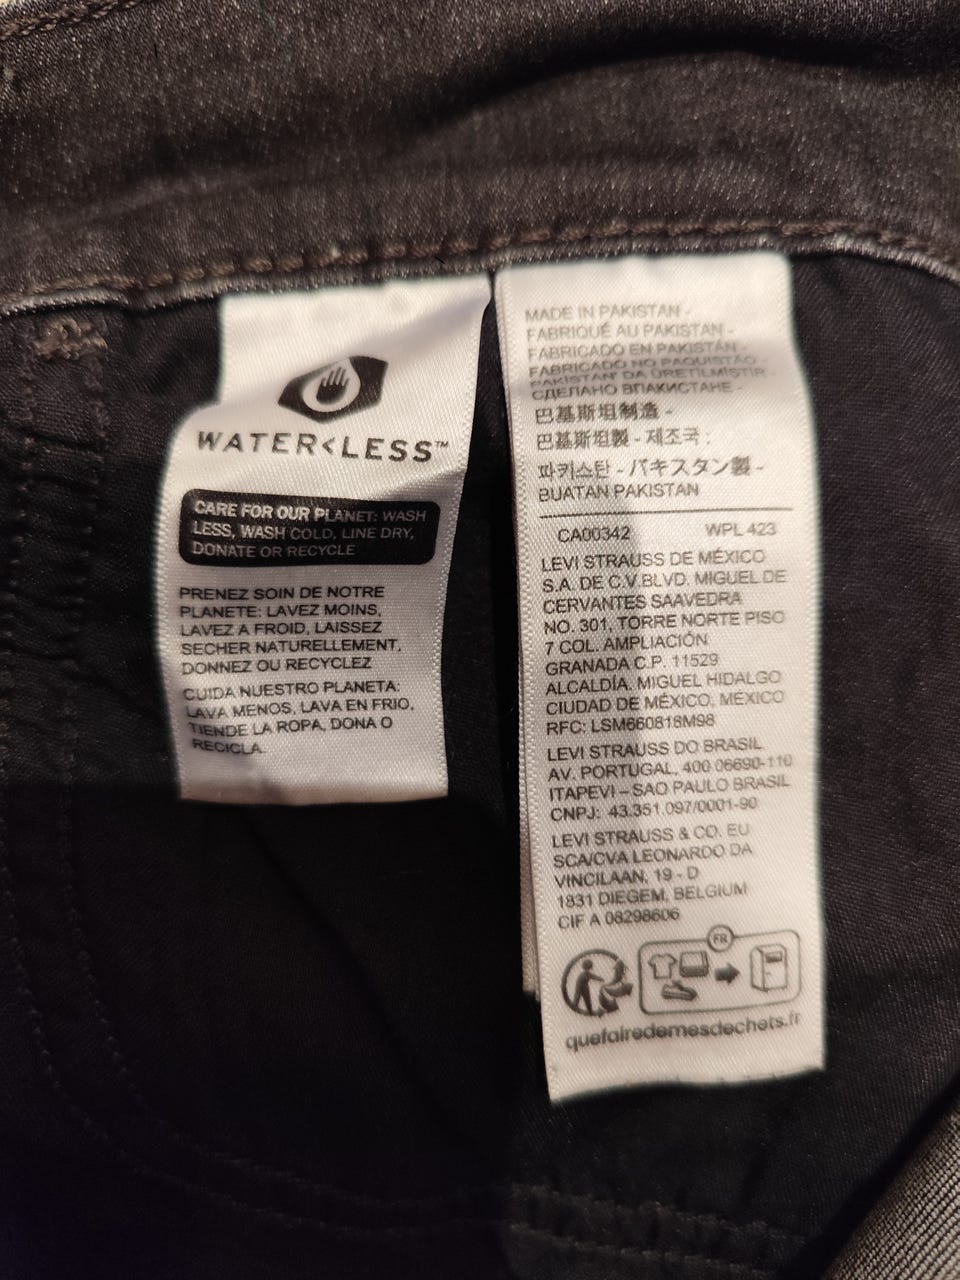 WATER<LESS™
CARE FOR OUR PLANET: WASH
LESS, WASH COLD, LINE DRY,
DONATE OR RECYCLE
PRENEZ SOIN DE NOTRE
PLANETE: LAVEZ MOINS,
LAVEZ A FROID, LAISSEZ
SECHER NATURELLEMENT,
DONNEZ OU RECYCLEZ
CUIDA NUESTRO PLANETA:
LAVA MENOS, LAVA EN FRIO,
TIENDE LA ROPA, DONA O
RECICLA.
MADE IN PAKISTAN -
FABRIQUÉ AU PAKISTAN -
FABRICADO EN PAKISTÁN -
FABRICADO NO PAQUISTÃO -
PAKISTAN' DA ÜRETİLMİŞTİR -
СДЕЛАНО ВПАКИСТАНЕ -
巴基斯坦制造 -
巴基斯坦製 - 제조국 :
파키스탄 - パキスタン製 -
BUATAN PAKISTAN
CA00342 WPL 423
LEVI STRAUSS DE MÉXICO
S.A. DE C.V.BLVD. MIGUEL DE
CERVANTES SAAVEDRA
NO. 301, TORRE NORTE PISO
7 COL. AMPLIACIÓN
GRANADA C.P. 11529
ALCALDÍA. MIGUEL HIDALGO
CIUDAD DE MÉXICO, MEXICO
RFC: LSM660818M98
LEVI STRAUSS DO BRASIL
AV. PORTUGAL, 400 06690-110
ITAPEVI – SAO PAULO BRASIL
CNPJ: 43.351.097/0001-90
LEVI STRAUSS & CO. EU
SCA/CVA LEONARDO DA
VINCILAAN, 19 - D
1831 DIEGEM, BELGIUM
CIF A 08298606
FR
quefairedemesdechets.fr